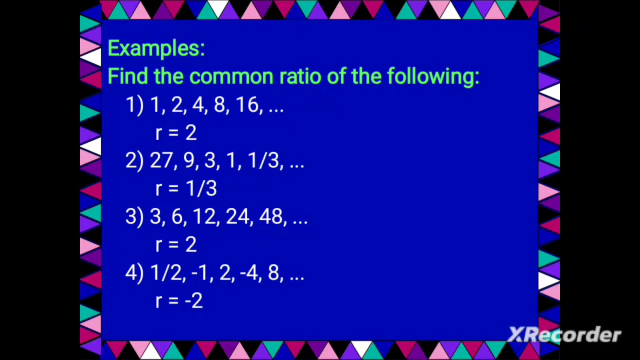 Examples:
Find the common ratio of the following:
1) 1, 2, 4, 8, 16, ...
r = 2
2) 27, 9, 3, 1, 1/3, ...
r = 1/3
3) 3, 6, 12, 24, 48, ...
r = 2
4) 1/2, -1, 2, -4, 8, ...
r = -2
XRecorder